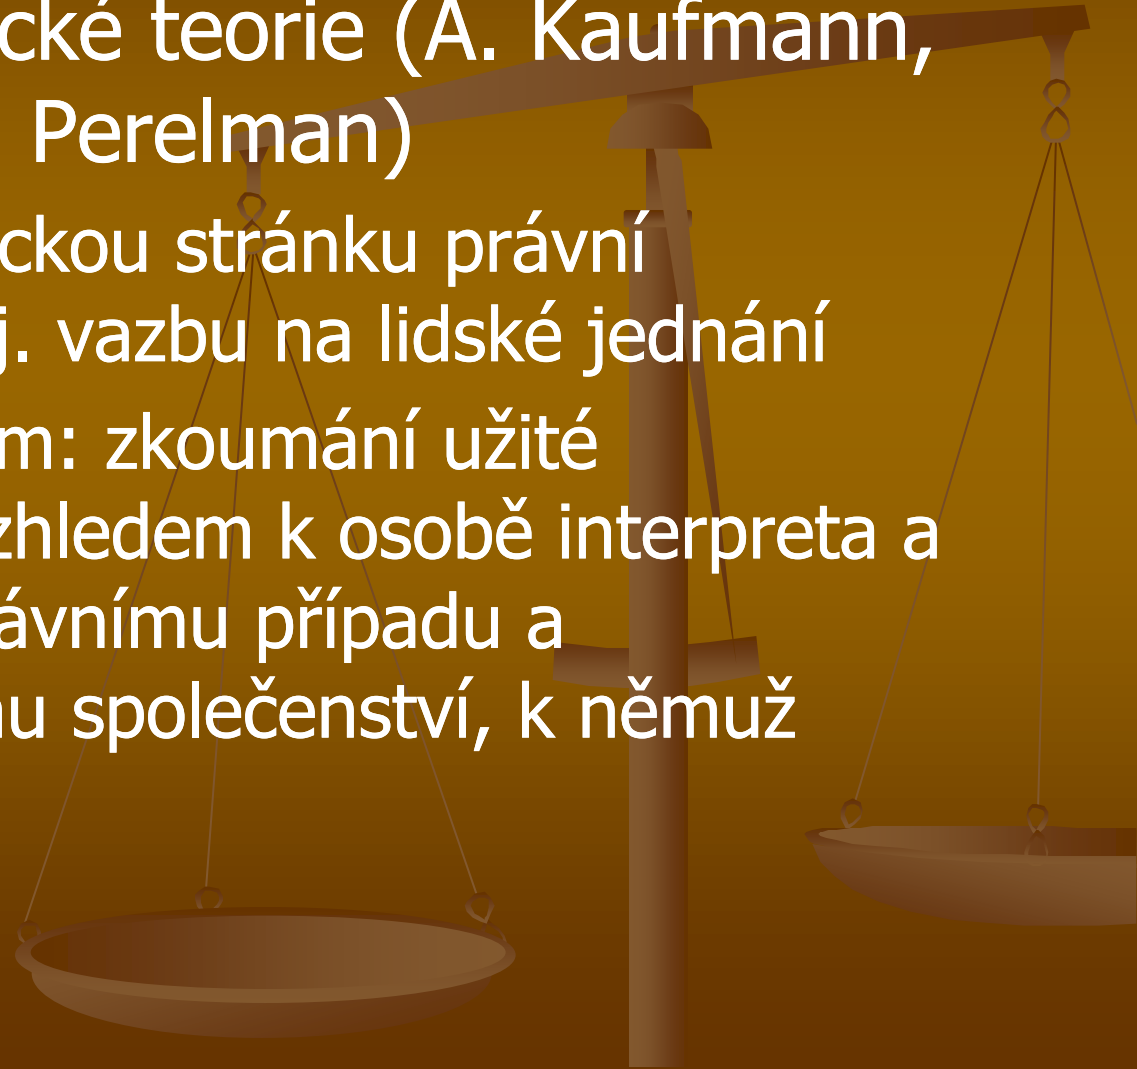 cké teorie (A. Kaufmann,
Perelman)
ckou stránku právní
j. vazbu na lidské jednání
m: zkoumání užité
zhledem k osobě interpreta a
ávnímu případu a
u společenství, k němuž